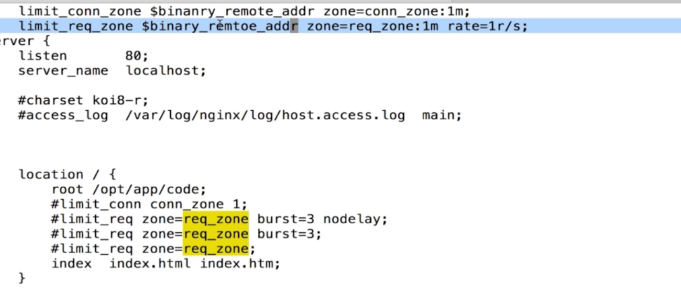 limit_conn_zone $binanry_remote_addr zone=conn_zone:1m;
limit_req_zone $binary_remtoe_addr zone=req_zone:1m rate=1r/s;
erver {
listen 80;
server_name localhost;
#charset koi8-r;
#access_log /var/log/nginx/log/host.access.log main;
location / {
root /opt/app/code;
#limit_conn conn_zone 1;
#limit_req zone=req_zone burst=3 nodelay;
#limit_req zone=req_zone burst=3;
#limit_req zone=req_zone;
index index.html index.htm;
}